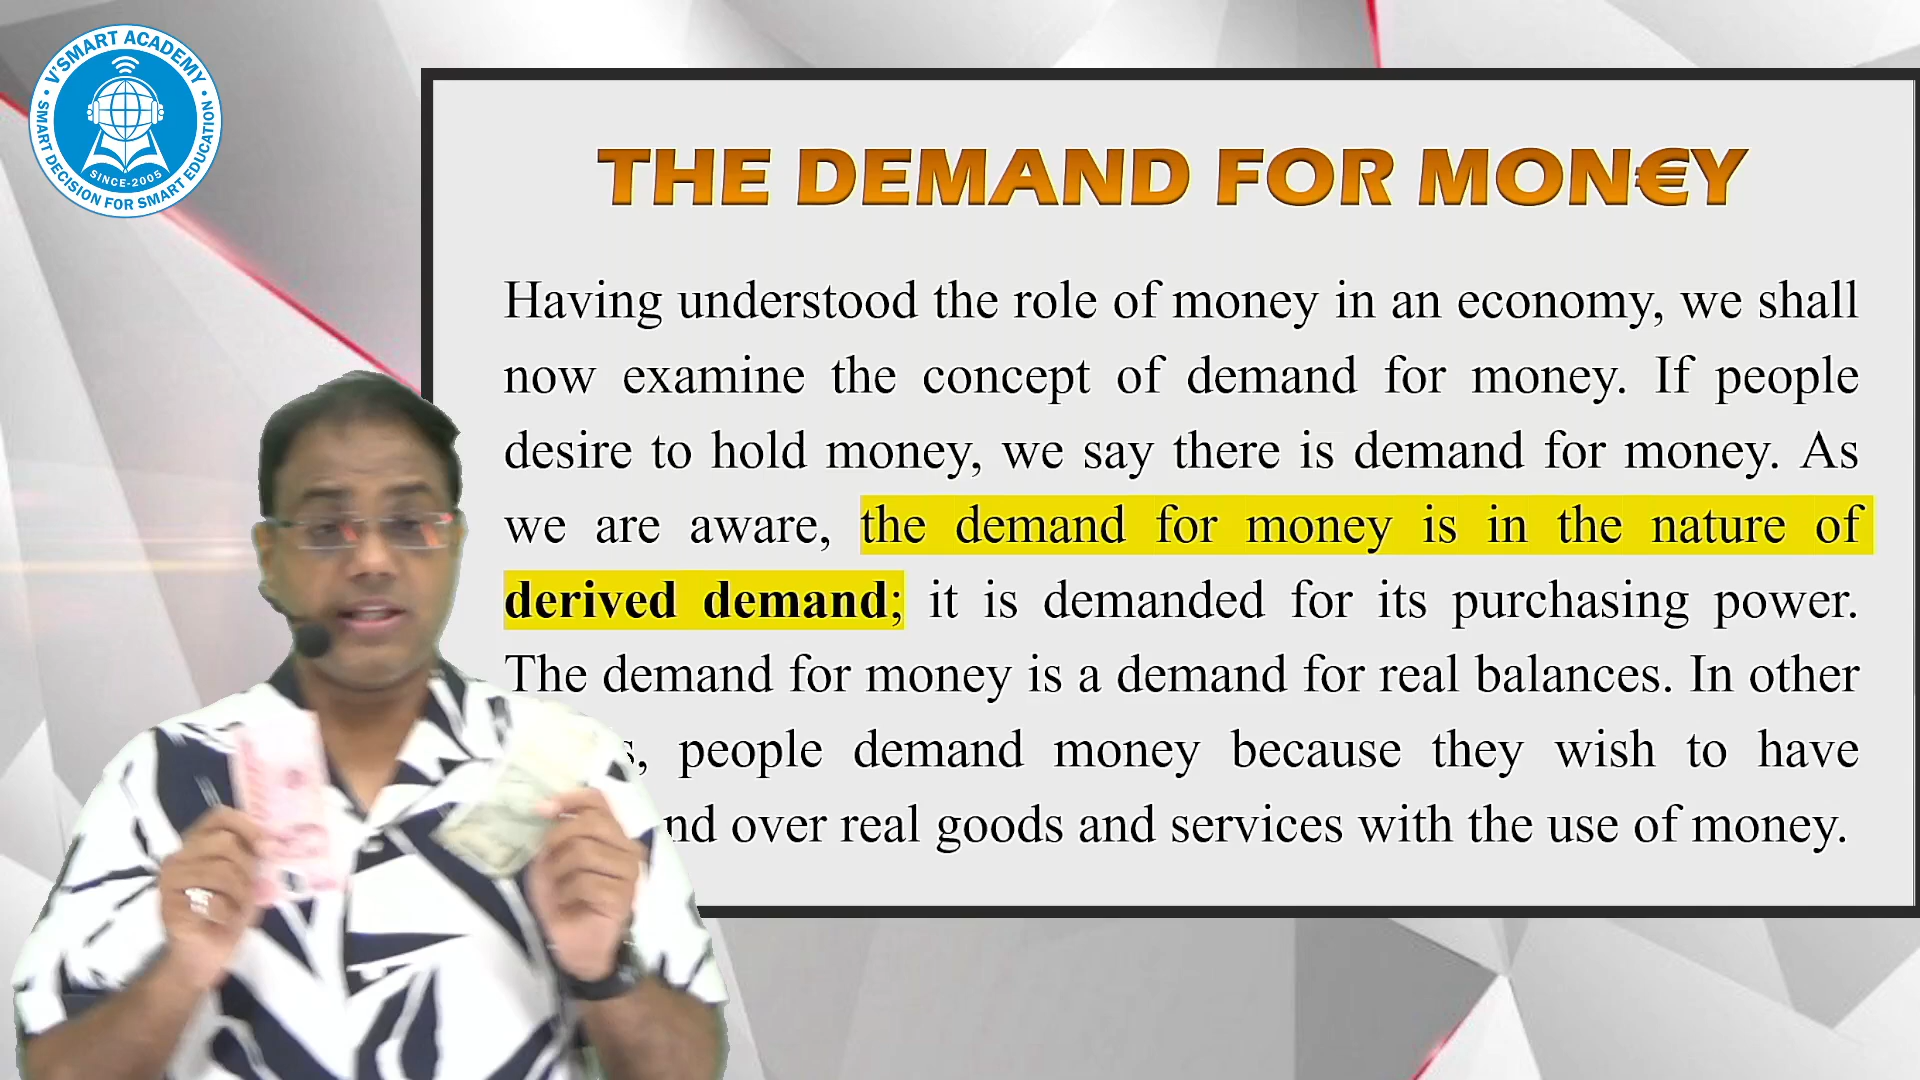 V'SMART ACADEMY
SMART DECISION FOR SMART EDUCATION
SINCE-2005
THE DEMAND FOR MON€Y
Having understood the role of money in an economy, we shall
now examine the concept of demand for money. If people
desire to hold money, we say there is demand for money. As
we are aware, the demand for money is in the nature of
derived demand; it is demanded for its purchasing power.
The demand for money is a demand for real balances. In other
people demand money because they wish to have
over real goods and services with the use of money.